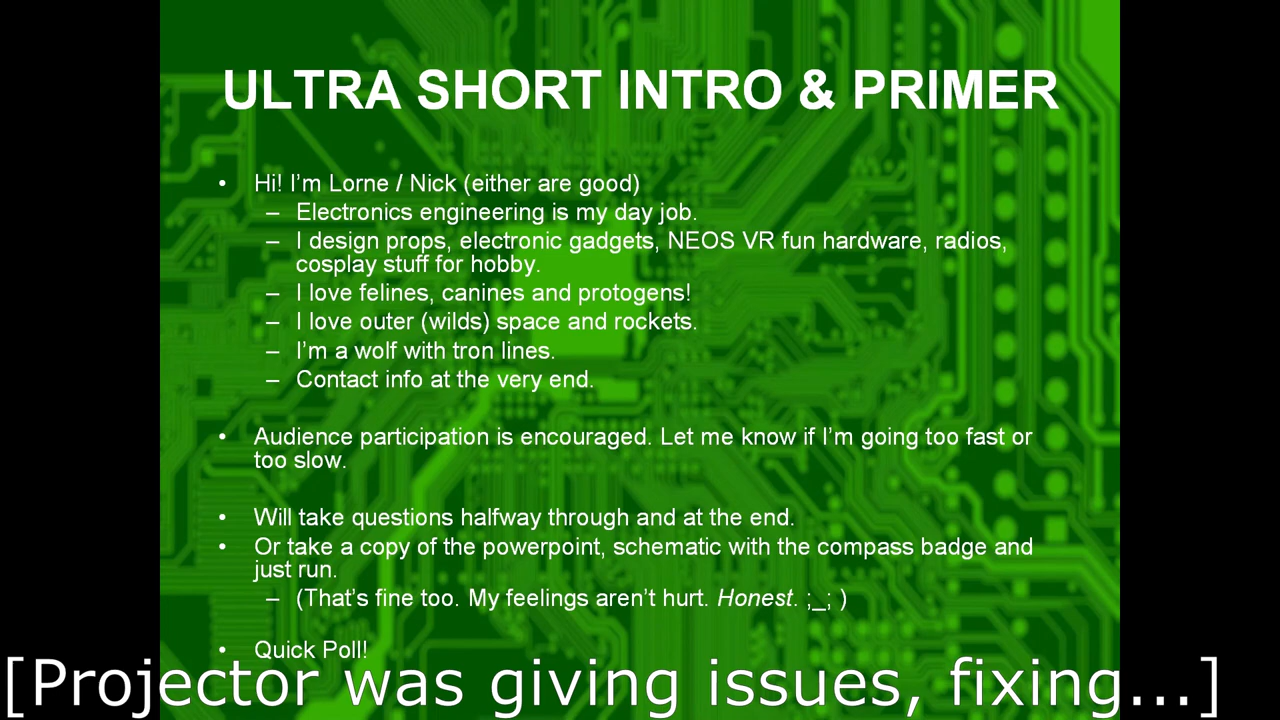 ULTRA SHORT INTRO & PRIMER
• Hi! I’m Lorne / Nick (either are good)
– Electronics engineering is my day job.
– I design props, electronic gadgets, NEOS VR fun hardware, radios,
cosplay stuff for hobby.
– I love felines, canines and protogens!
– I love outer (wilds) space and rockets.
– I’m a wolf with tron lines.
– Contact info at the very end.
• Audience participation is encouraged. Let me know if I’m going too fast or
too slow.
• Will take questions halfway through and at the end.
• Or take a copy of the powerpoint, schematic with the compass badge and
just run.
– (That’s fine too. My feelings aren’t hurt. Honest. ;_; )
• Quick Poll!
[Projector was giving issues, fixing...]